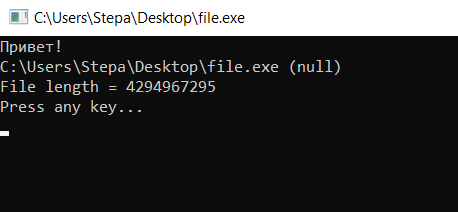 C:\Users\Stepa\Desktop\file.exe
Привет!
C:\Users\Stepa\Desktop\file.exe (null)
File length = 4294967295
Press any key...